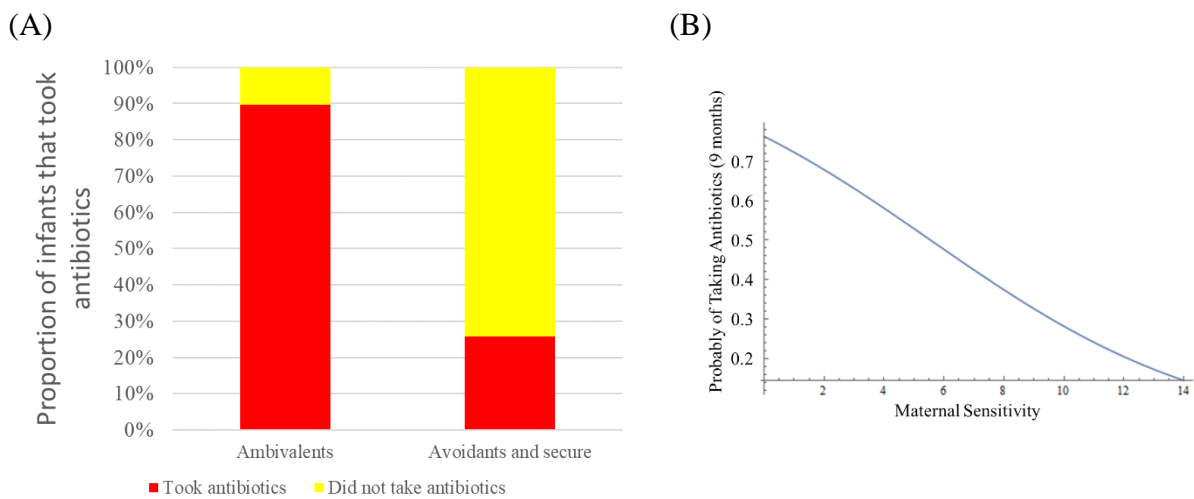 (A)
Proportion of infants that took
antibiotics
100%
90%
80%
70%
60%
50%
40%
30%
20%
10%
0%
Ambivalents Avoidants and secure
Took antibiotics Did not take antibiotics
(B)
Probably of Taking Antibiotics (9 months)
0.7
0.6
0.5
0.4
0.3
0.2
2 4 6 8 10 12 14
Maternal Sensitivity